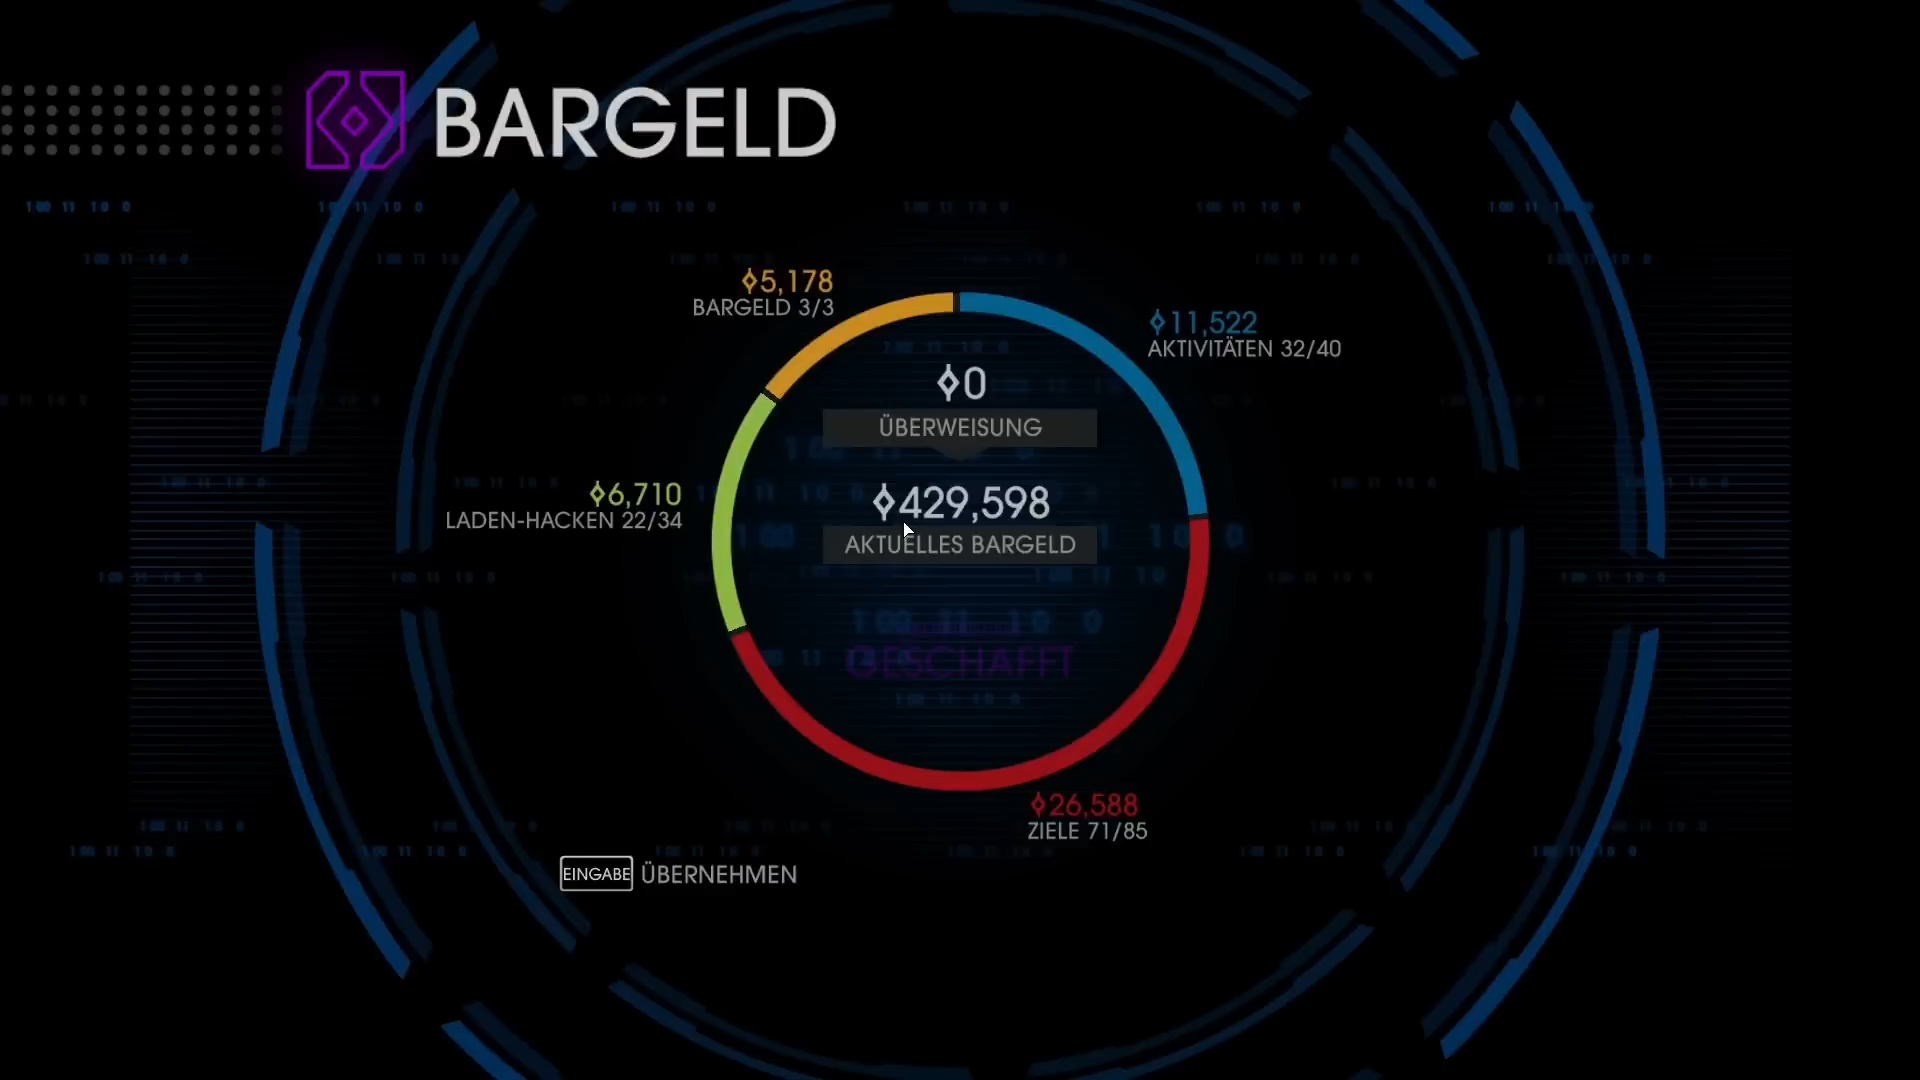 BARGELD
5,178
BARGELD 3/3
11,522
AKTIVITÄTEN 32/40
0
ÜBERWEISUNG
6,710
LADEN-HACKEN 22/34
429,598
AKTUELLES BARGELD
GESCHAFFT
26,588
ZIELE 71/85
EINGABE ÜBERNEHMEN